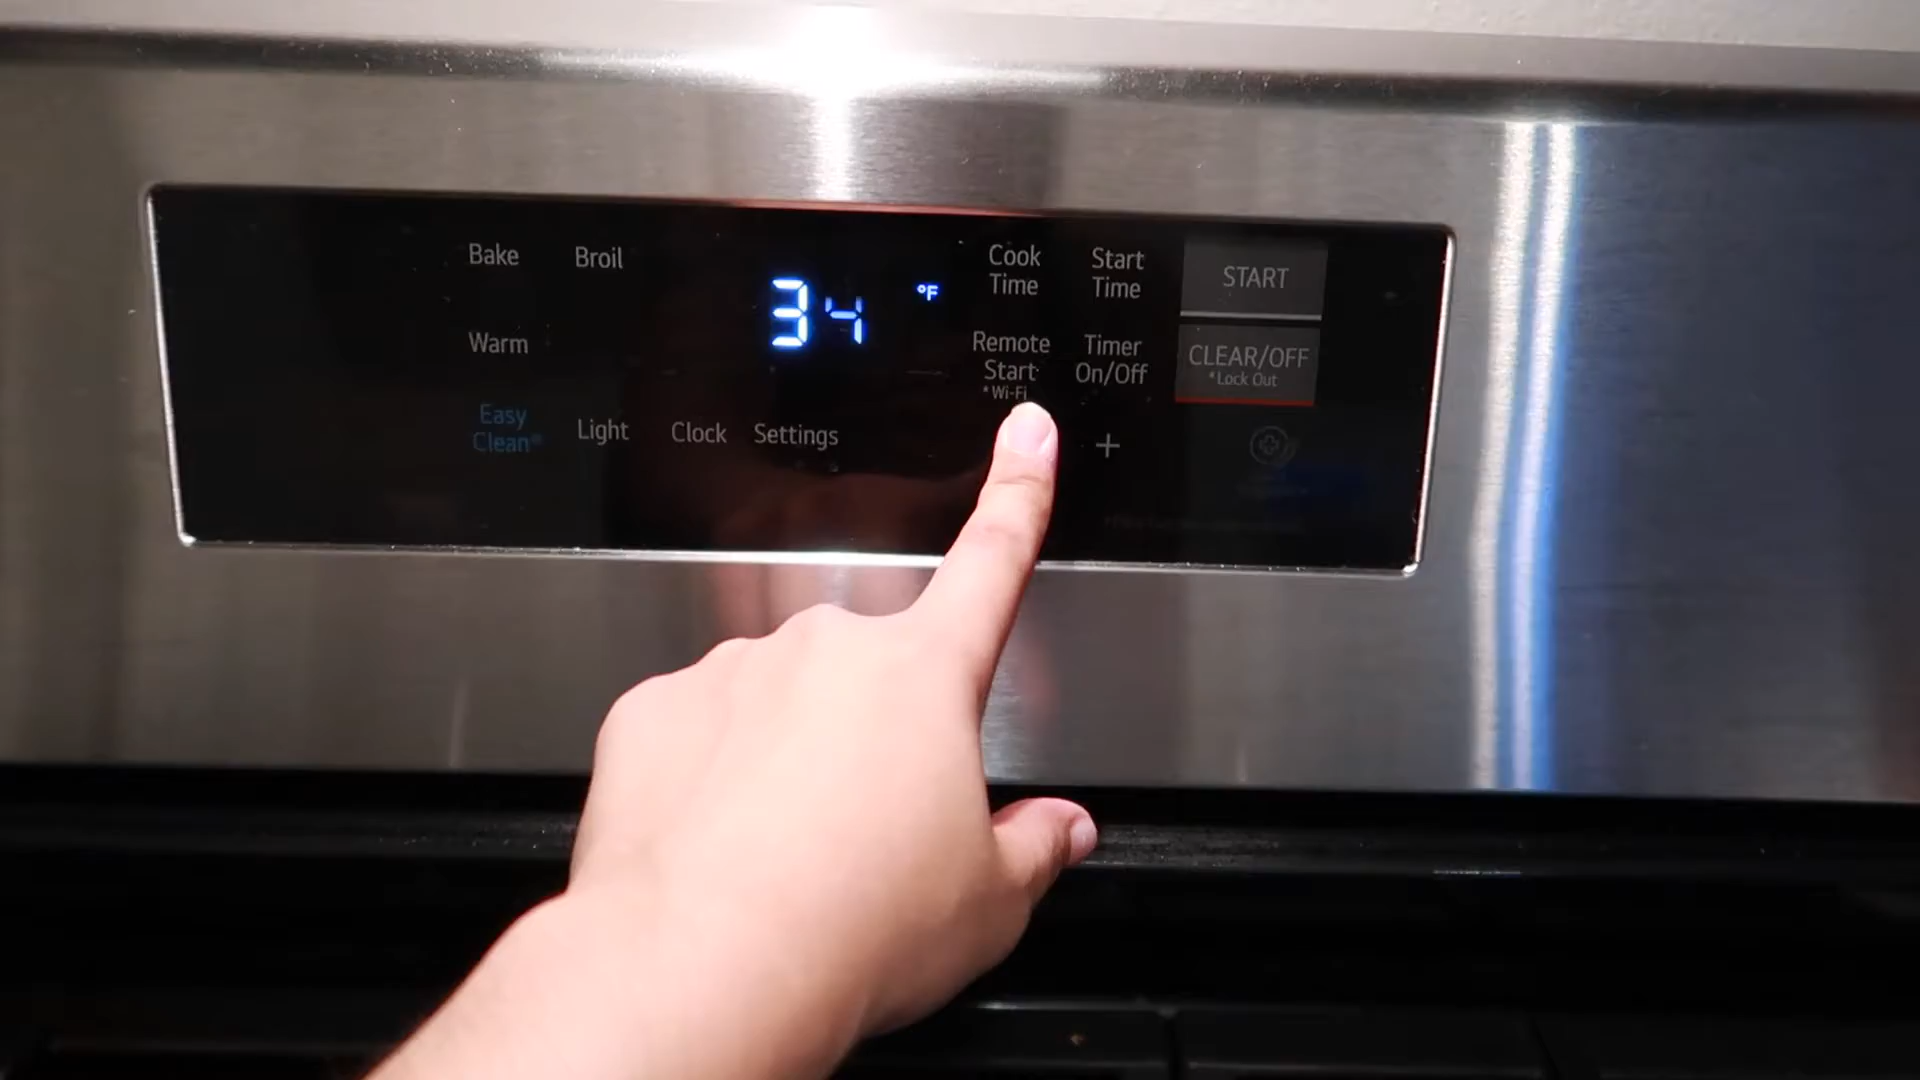 Bake
Broil
34 °F
Cook
Time
Start
Time
START
Warm
Remote
Start
*Wi-Fi
Timer
On/Off
CLEAR/OFF
*Lock Out
Easy
Clean®
Light
Clock
Settings
+